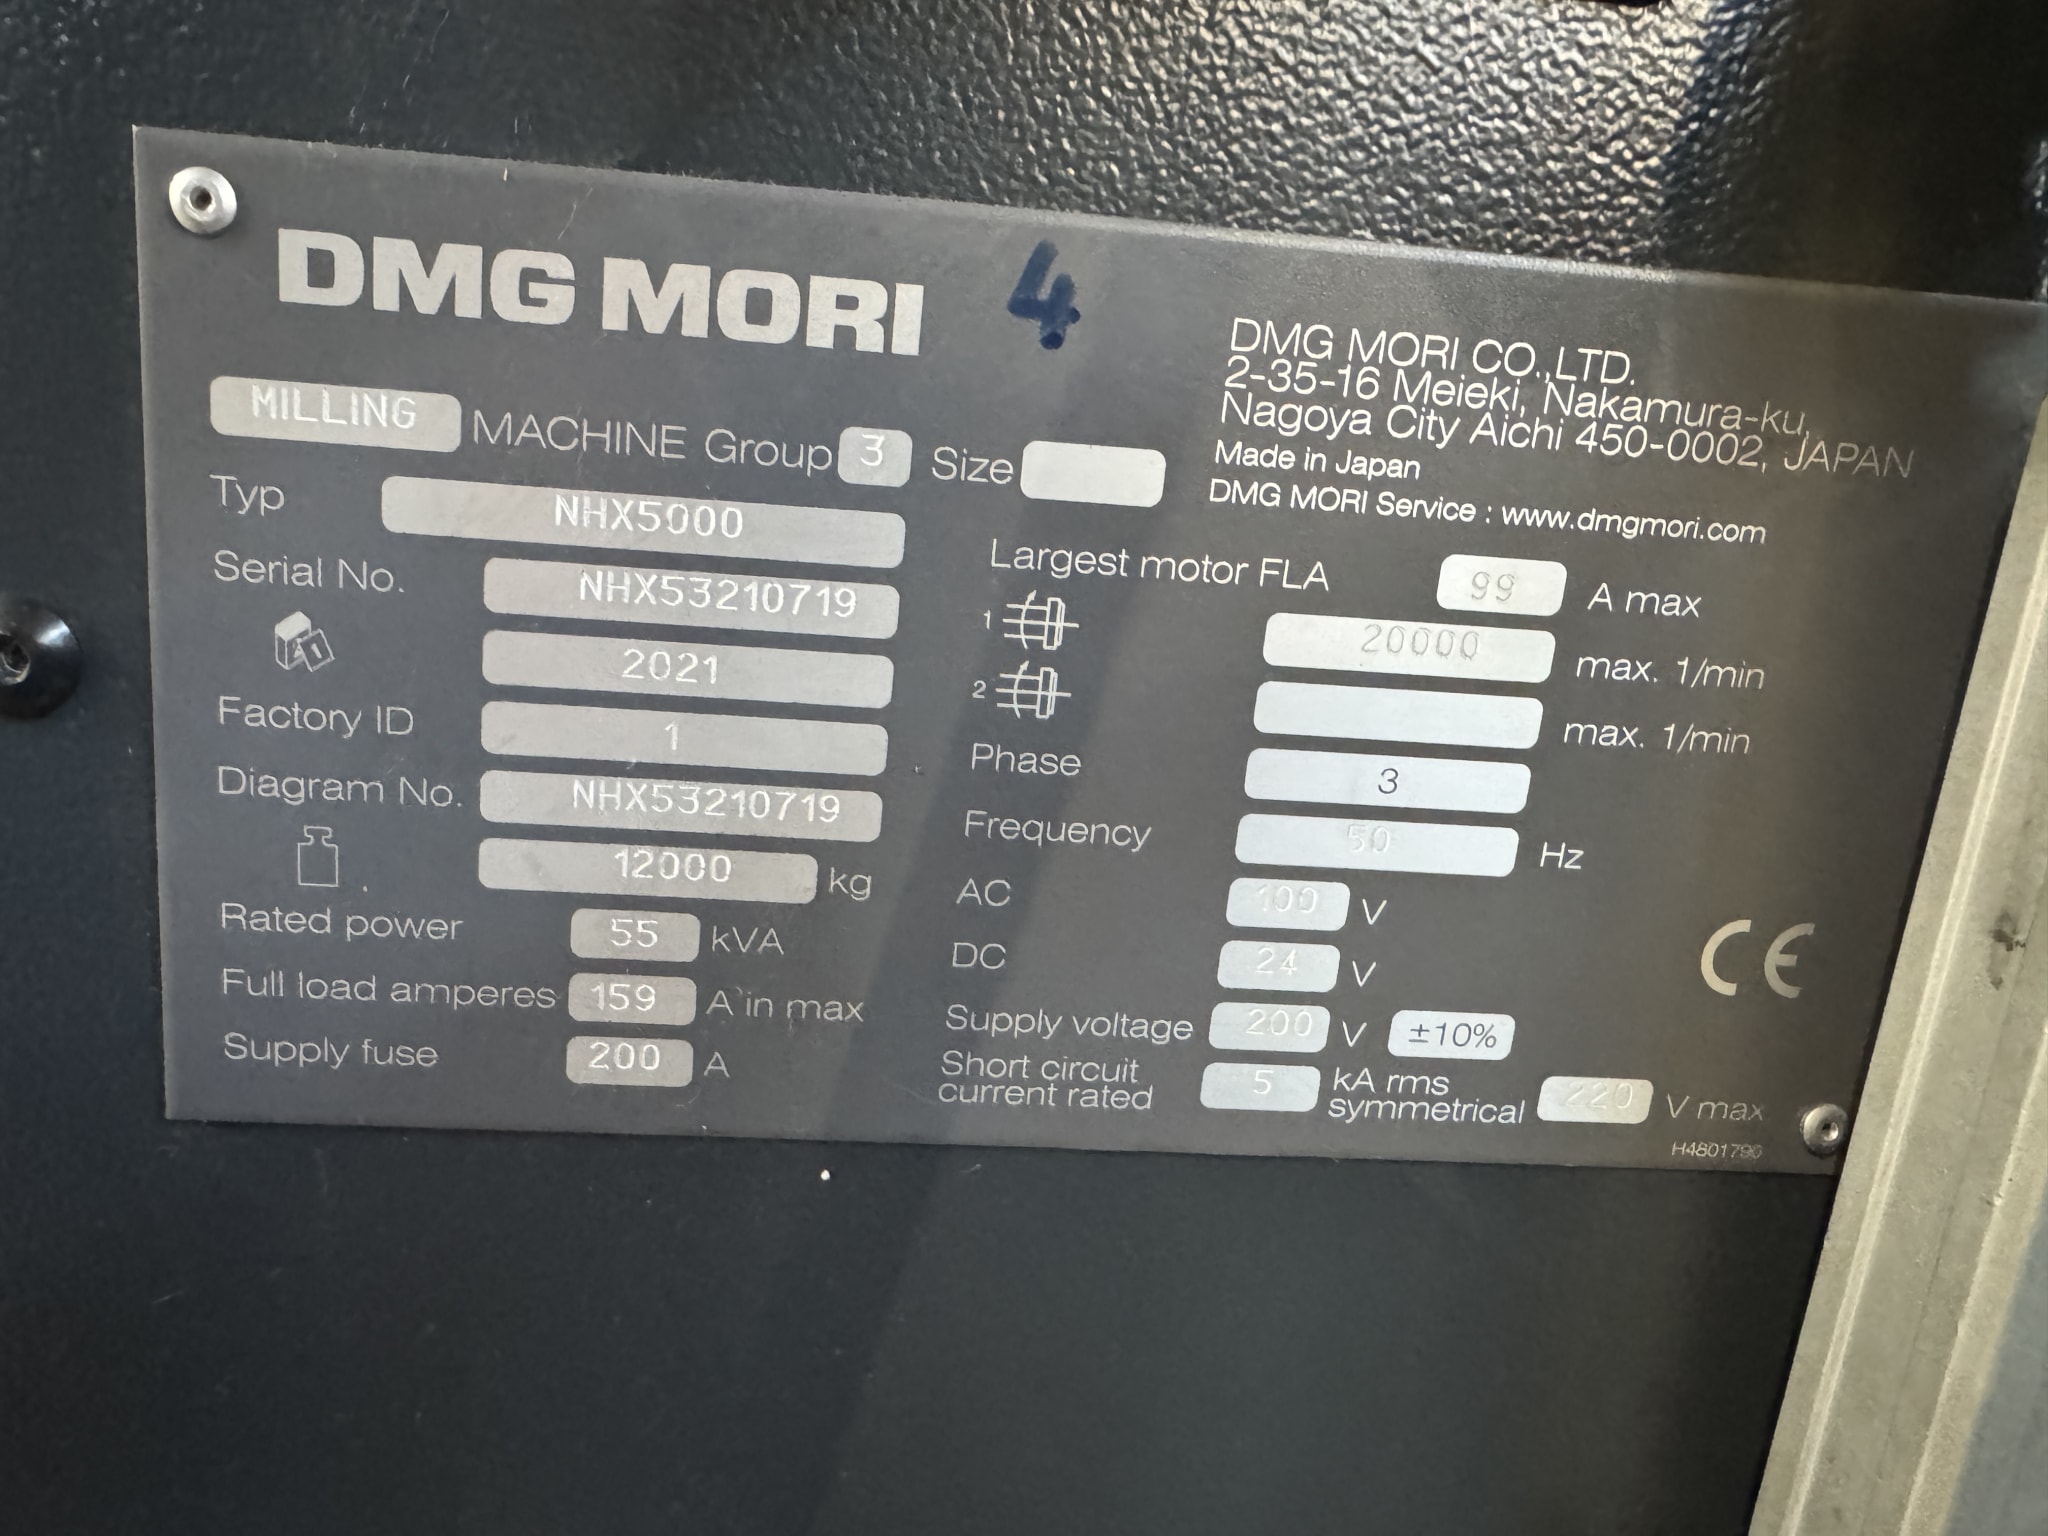 DMG MORI 4
DMG MORI CO.,LTD.
2-35-16 Meieki, Nakamura-ku,
Nagoya City Aichi 450-0002, JAPAN
Made in Japan
DMG MORI Service : www.dmgmori.com
MILLING MACHINE Group 3 Size
Typ NHX5000
Serial No. NHX53210719
2021
Factory ID 1
Diagram No. NHX53210719
12000 kg
Rated power 55 kVA
Full load amperes 159 A in max
Supply fuse 200 A
Largest motor FLA 99 A max
1 20000 max. 1/min
2 max. 1/min
Phase 3
Frequency 50 Hz
AC 100 V
DC 24 V
Supply voltage 200 V ±10%
Short circuit
current rated 5 kA rms
symmetrical 220 V max
CE
H4801790